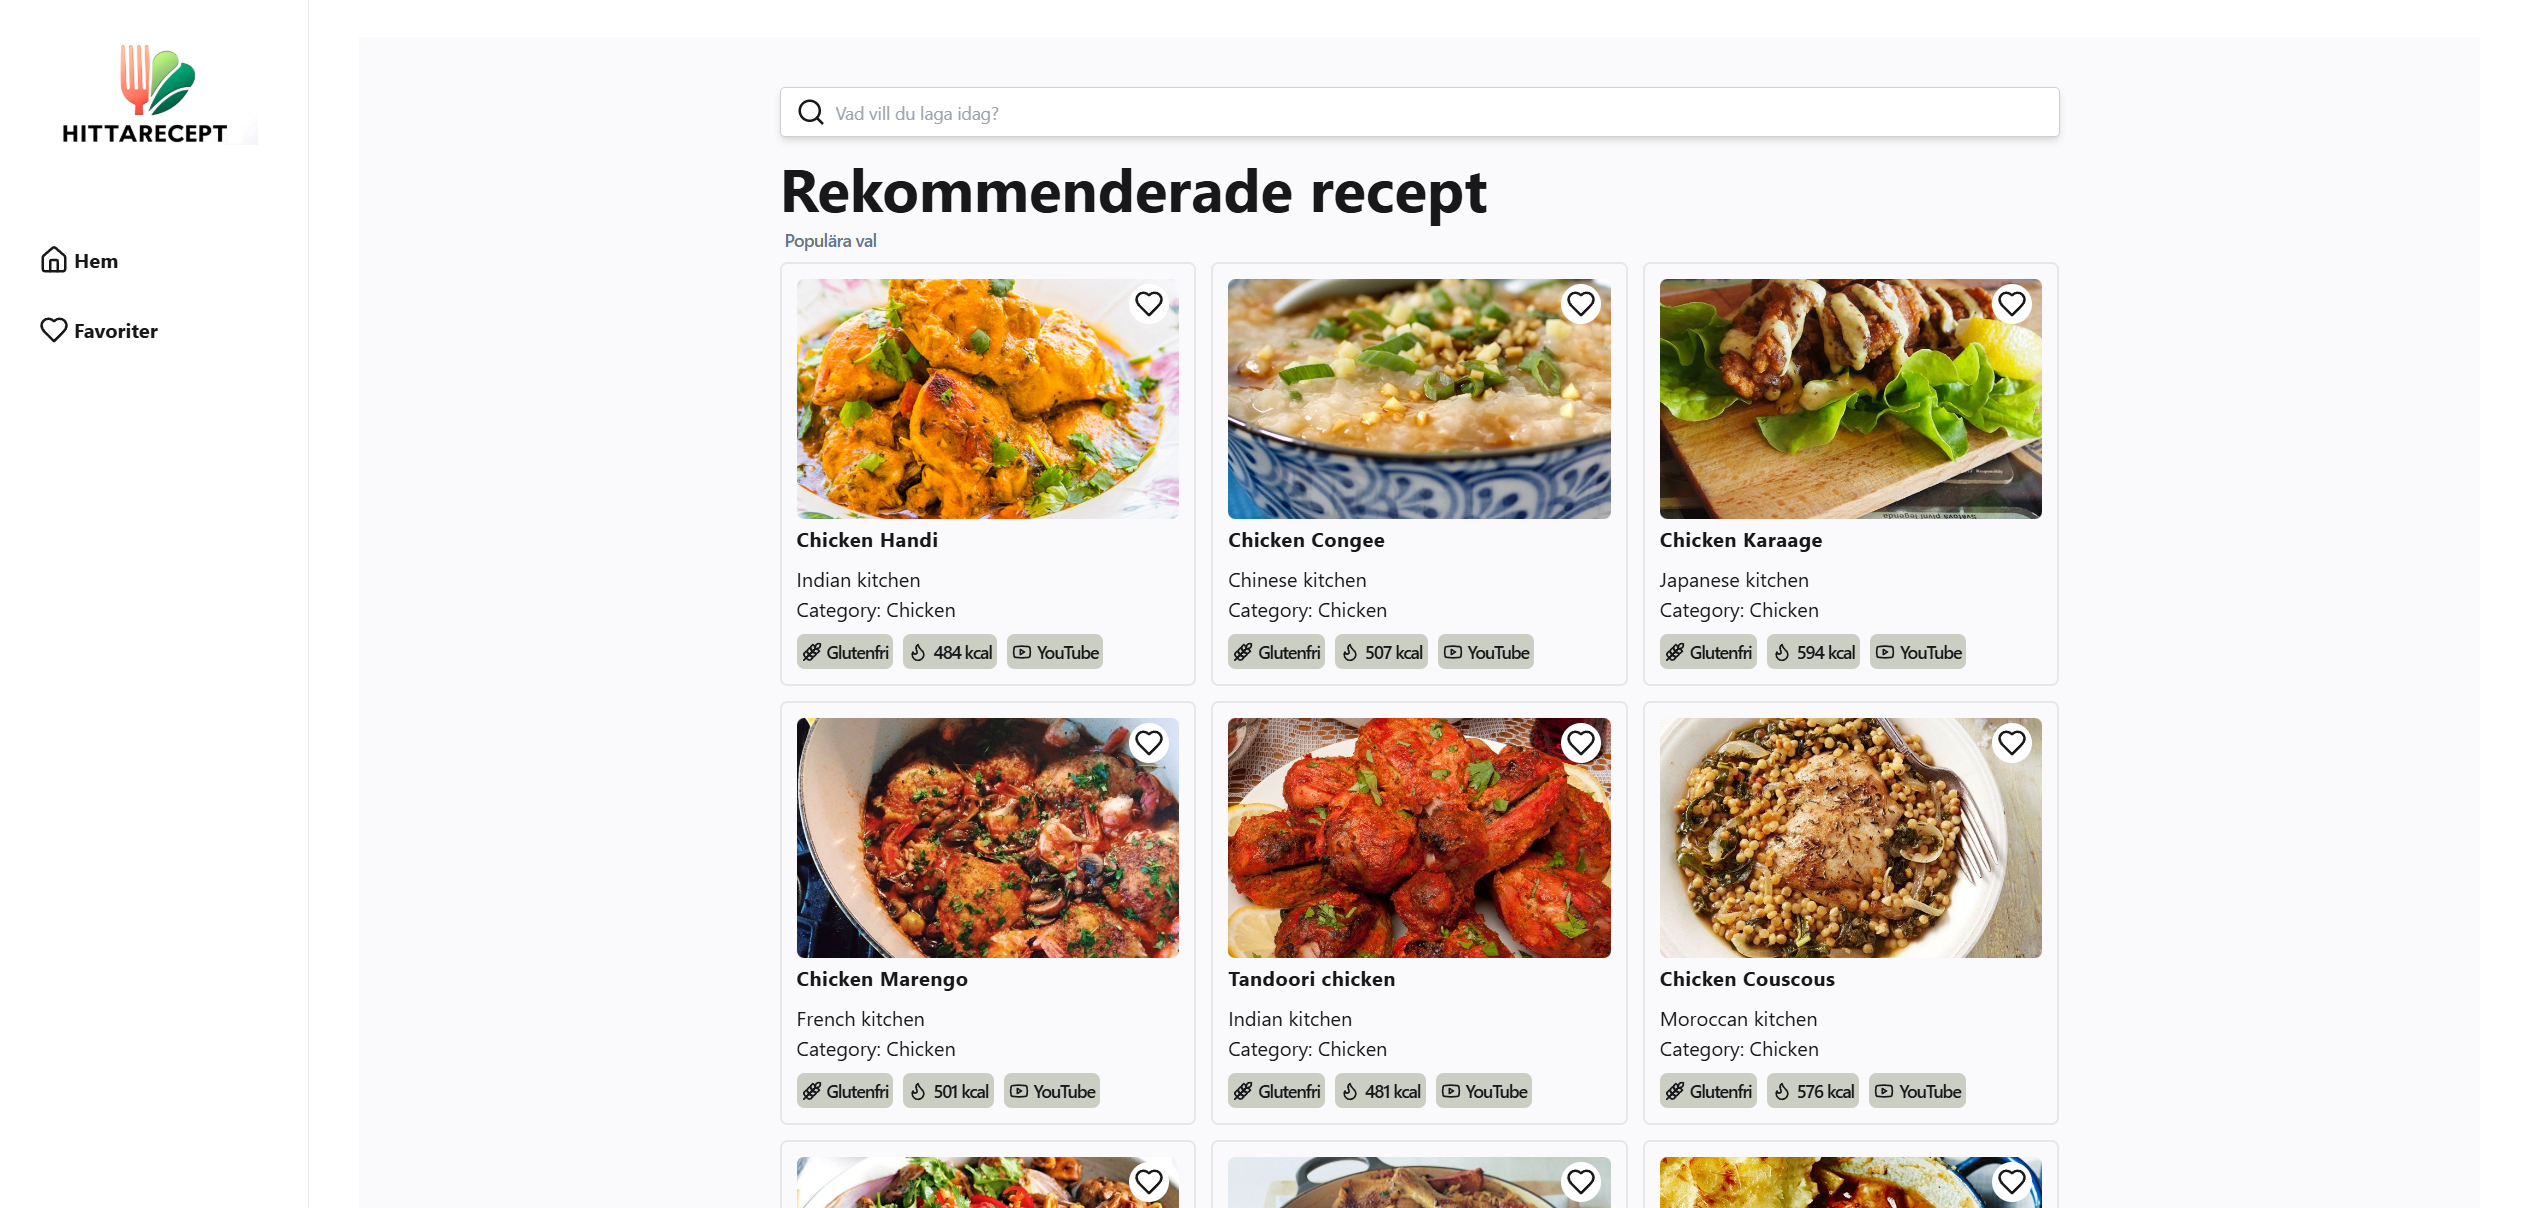 HITTARECEPT
Hem
Favoriter
Vad vill du laga idag?
Rekommenderade recept
Populära val
Chicken Handi
Indian kitchen
Category: Chicken
Glutenfri 484 kcal YouTube
Chicken Congee
Chinese kitchen
Category: Chicken
Glutenfri 507 kcal YouTube
Chicken Karaage
Japanese kitchen
Category: Chicken
Glutenfri 594 kcal YouTube
Chicken Marengo
French kitchen
Category: Chicken
Glutenfri 501 kcal YouTube
Tandoori chicken
Indian kitchen
Category: Chicken
Glutenfri 481 kcal YouTube
Chicken Couscous
Moroccan kitchen
Category: Chicken
Glutenfri 576 kcal YouTube